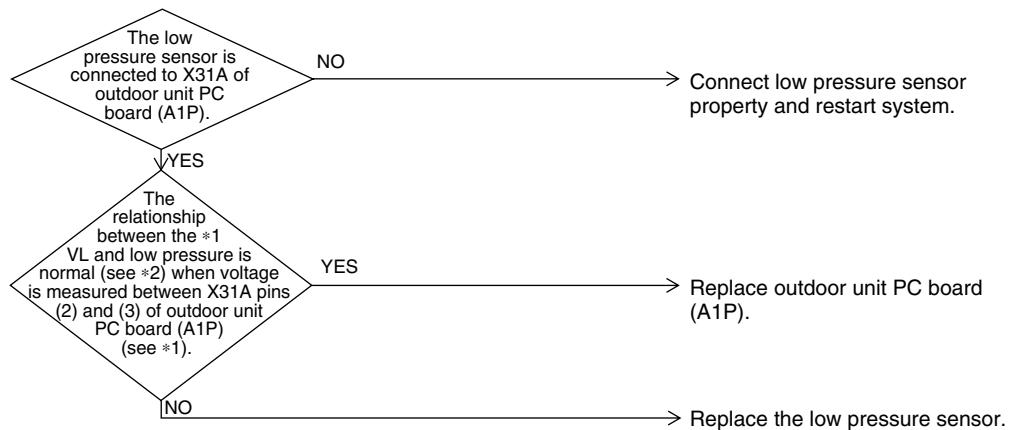 The low
pressure sensor is
connected to X31A of
outdoor unit PC
board (A1P).
NO
Connect low pressure sensor
property and restart system.
YES
The
relationship
between the *1
VL and low pressure is
normal (see *2) when voltage
is measured between X31A pins
(2) and (3) of outdoor unit
PC board (A1P)
(see *1).
YES
Replace outdoor unit PC board
(A1P).
NO
Replace the low pressure sensor.